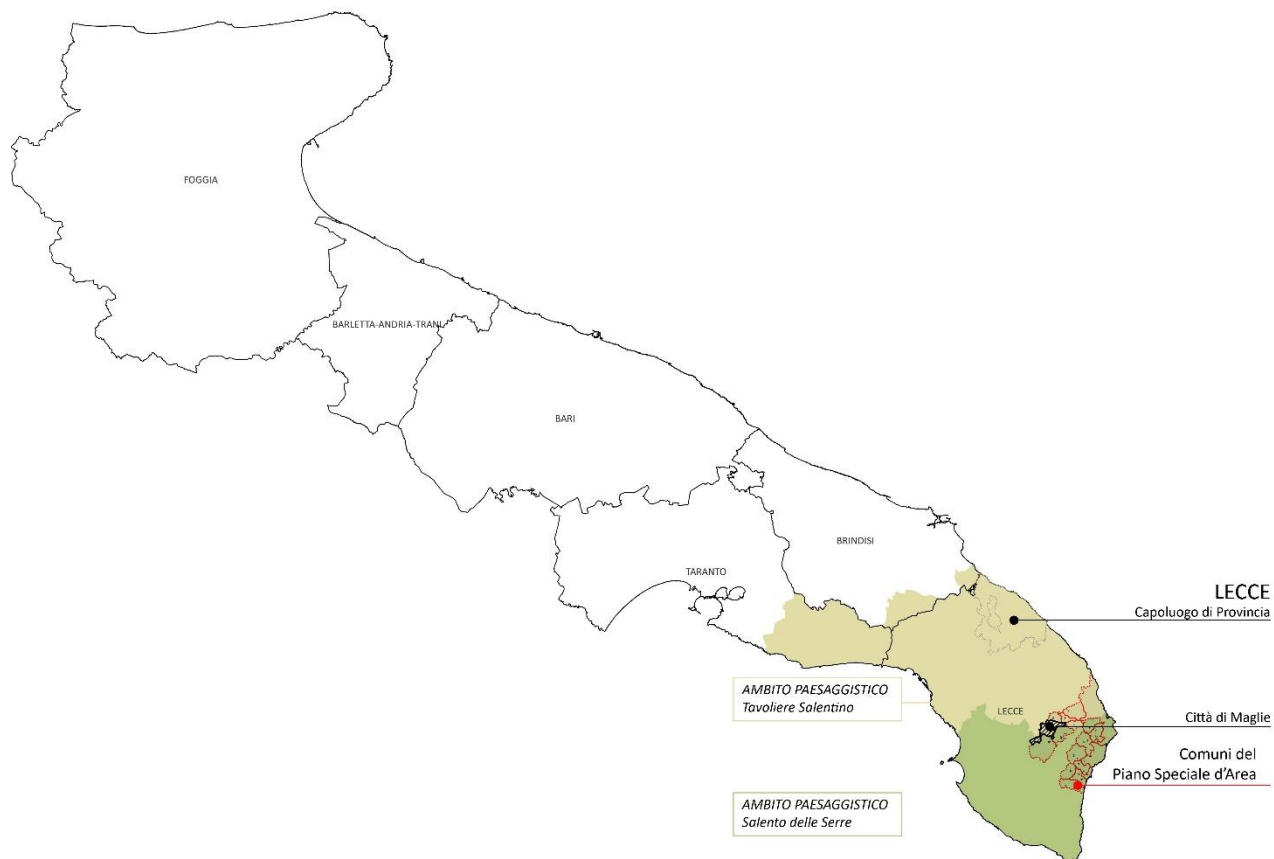 FOGGIA
BARLETTA-ANDRIA-TRANI
BARI
BRINDISI
TARANTO
LECCE
Capoluogo di Provincia
AMBITO PAESAGGISTICO
Tavoliere Salentino
LECCE
Città di Maglie
Comuni del
Piano Speciale d'Area
AMBITO PAESAGGISTICO
Salento delle Serre